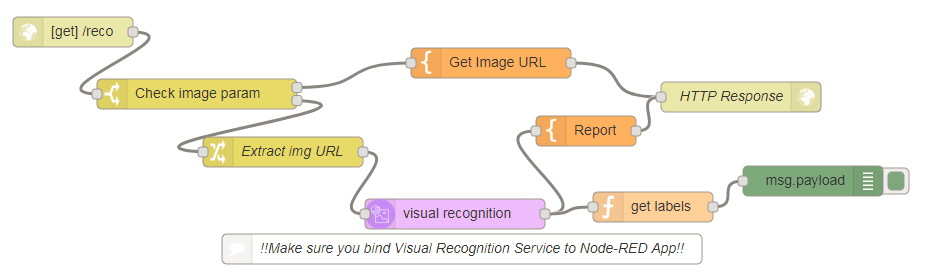 [get] /reco
Get Image URL
Check image param
HTTP Response
Report
Extract img URL
msg.payload
visual recognition
get labels
!!Make sure you bind Visual Recognition Service to Node-RED App!!